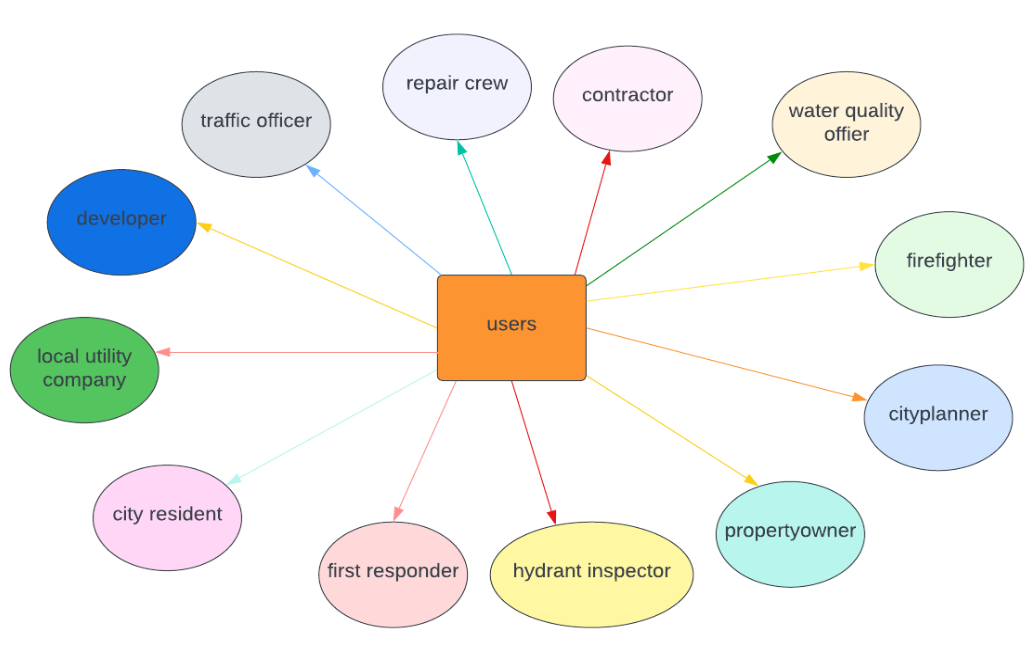 repair crew
contractor
traffic officer
water quality
offier
developer
firefighter
users
local utility
company
cityplanner
city resident
propertyowner
first responder
hydrant inspector